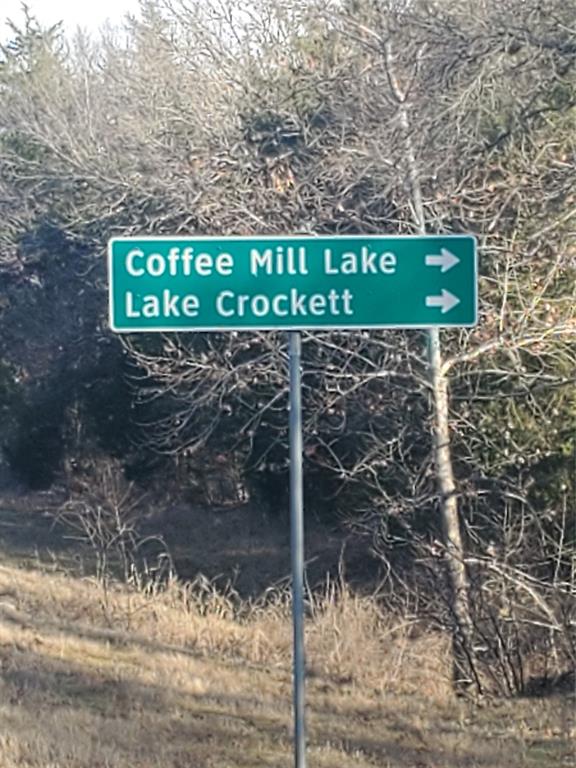 Coffee Mill Lake →
Lake Crockett →